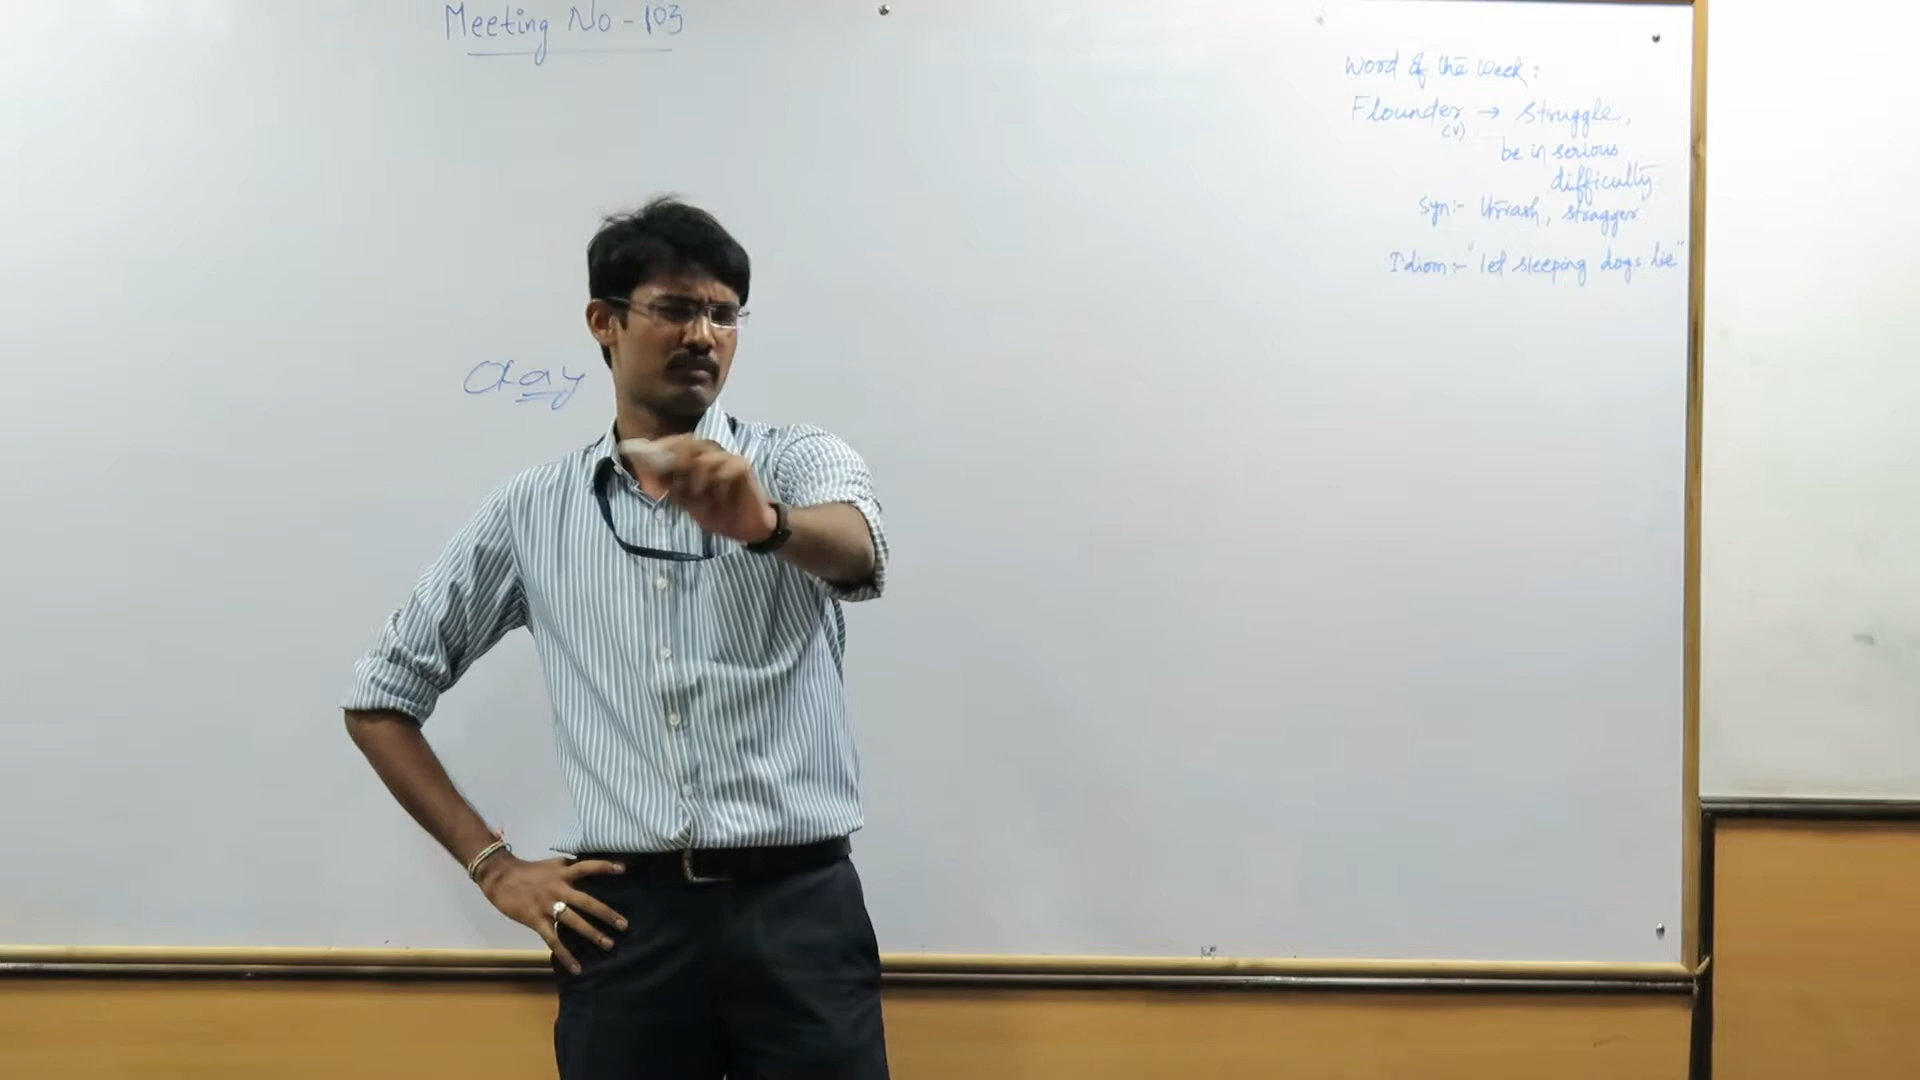 Meeting No - 103
Word of the Week :
Flounder → Struggle,
(v)
be in serious
difficulty
Syn:- thrash, stragger
Idiom:- "let sleeping dogs lie"
Okay